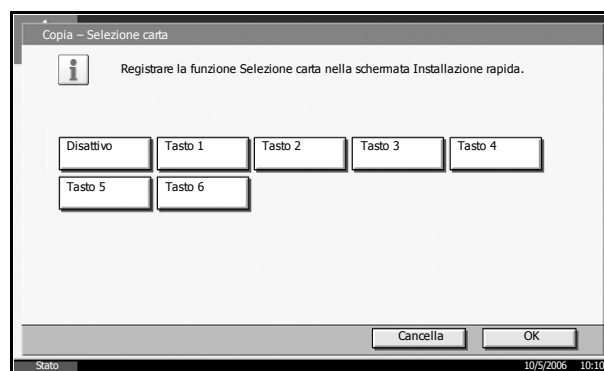 Copia – Selezione carta
Registrare la funzione Selezione carta nella schermata Installazione rapida.
Disattivo Tasto 1 Tasto 2 Tasto 3 Tasto 4
Tasto 5 Tasto 6
Cancella OK
Stato 10/5/2006 10:10